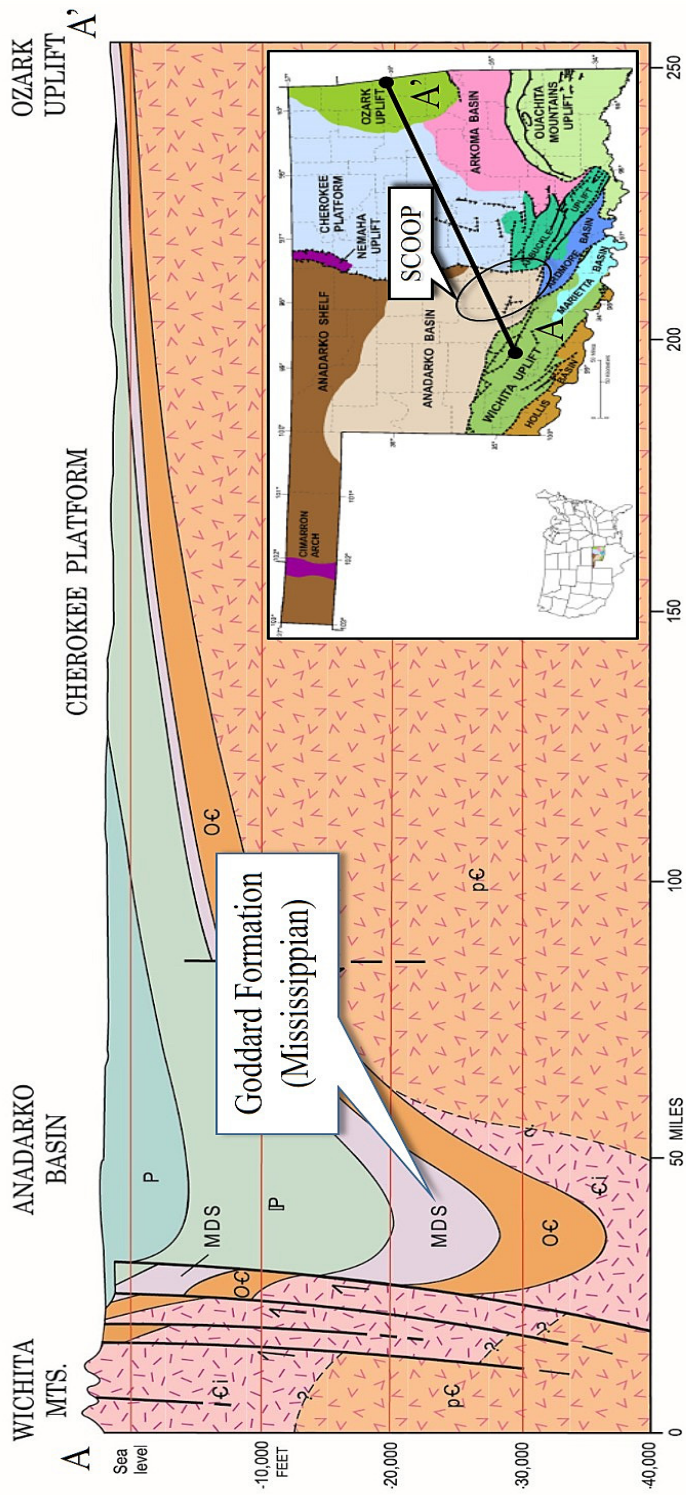 A
WICHITA
MTS.
ANADARKO
BASIN
CHEROKEE PLATFORM
OZARK
UPLIFT
A'
Sea
level
-10,000
FEET
-20,000
-30,000
-40,000
P
ℙ
MDS
MDS
OЄ
OЄ
OЄ
Єi
Єi
pЄ
pЄ
?
?
?
?
Goddard Formation
(Mississippian)
0
50 MILES
100
150
200
250
CIMARRON
ARCH
ANADARKO SHELF
NEMAHA
UPLIFT
CHEROKEE
PLATFORM
OZARK
UPLIFT
A'
SCOOP
ANADARKO BASIN
ARKOMA BASIN
OUACHITA
MOUNTAINS
UPLIFT
WICHITA UPLIFT
A
HOLLIS
BASIN
UPLIFT
ARDMORE BASIN
MARIETTA BASIN